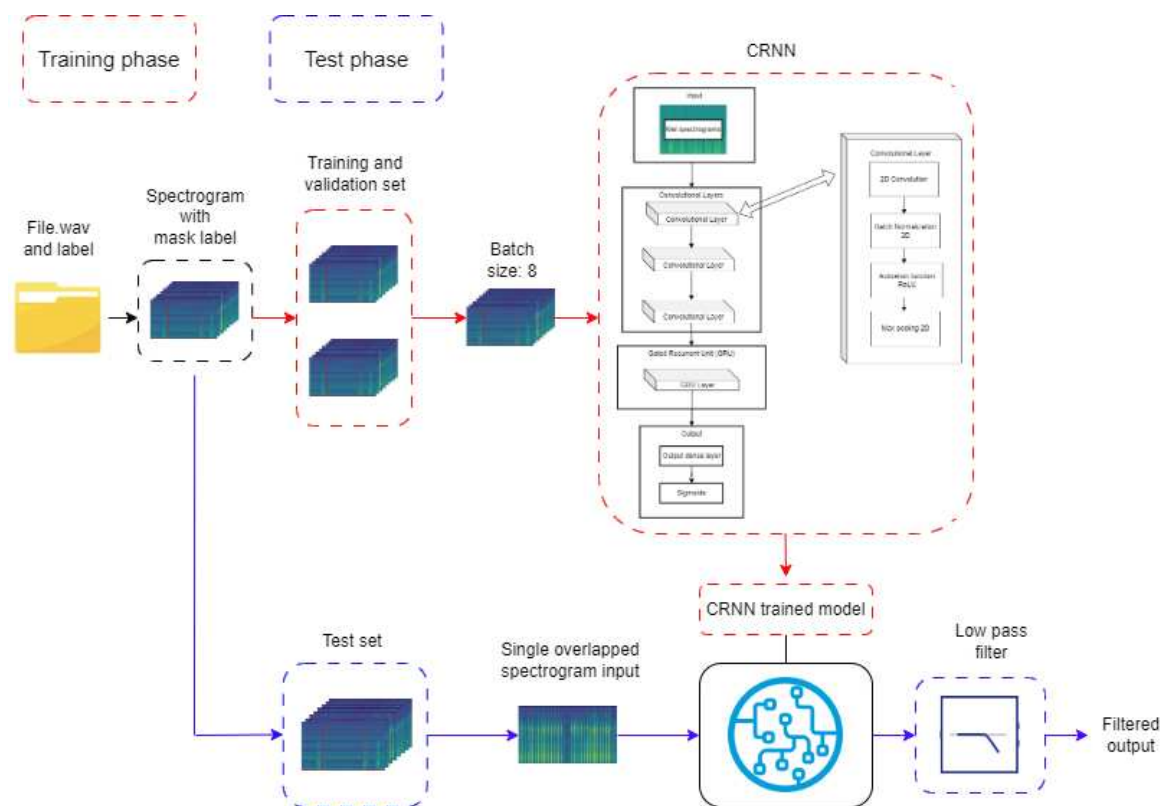 Training phase
Test phase
CRNN
Input
Mel spectrograms
Convolutional Layers
Convolutional Layer
Convolutional Layer
Convolutional Layer
Gated Recurrent Unit (GRU)
GRU Layer
Output
Output dense layer
Sigmoide
Convolutional Layer
2D Convolution
Batch Normalization
2D
Activation function
ReLU
Max pooling 2D
File.wav
and label
Spectrogram
with
mask label
Training and
validation set
Batch
size: 8
CRNN trained model
Test set
Single overlapped
spectrogram input
Low pass
filter
Filtered
output